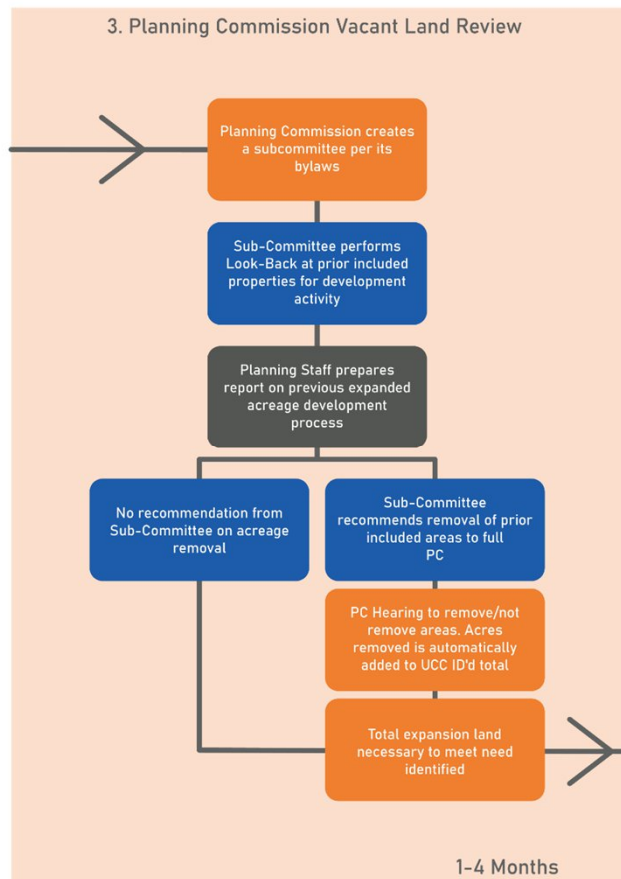 3. Planning Commission Vacant Land Review
Planning Commission creates
a subcommittee per its
bylaws
Sub-Committee performs
Look-Back at prior included
properties for development
activity
Planning Staff prepares
report on previous expanded
acreage development
process
No recommendation from
Sub-Committee on acreage
removal
Sub-Committee
recommends removal of prior
included areas to full
PC
PC Hearing to remove/not
remove areas. Acres
removed is automatically
added to UCC ID'd total
Total expansion land
necessary to meet need
identified
1-4 Months